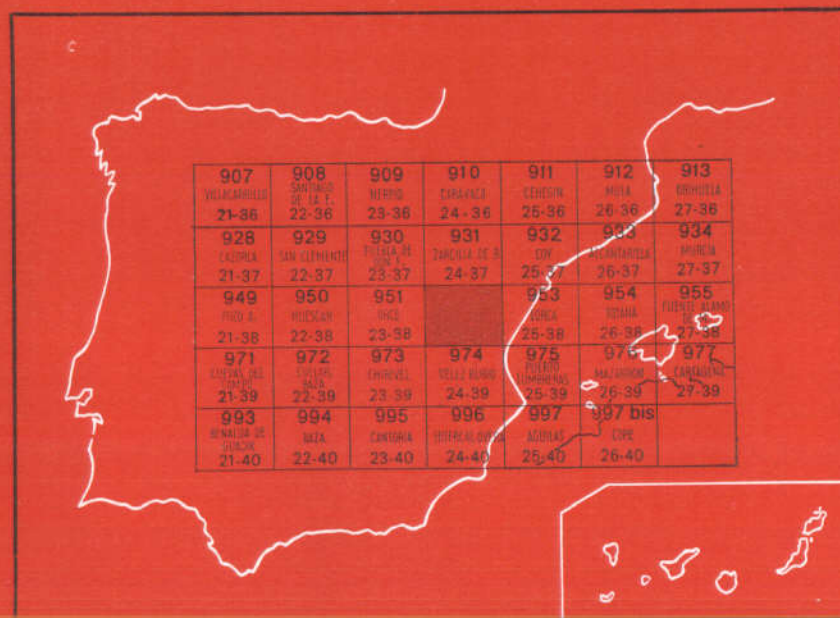 907 908 909 910 911 912 913
VILLACARRILLO SANTIAGO DE LA E. NERPIO CARAVACA CEHEGIN MULA ORIHUELA
21-36 22-36 23-36 24-36 25-36 26-36 27-36
928 929 930 931 932 933 934
CAZORLA SAN CLEMENTE ZARCILLA DE R. COY ALCANTARILLA MURCIA
21-37 22-37 23-37 24-37 25-37 26-37 27-37
949 950 951 953 954 955
POZO A. HUESCAR ORCE LORCA TOTANA FUENTE ALAMO
21-38 22-38 23-38 25-38 26-38 27-38
971 972 973 974 975 976 977
CUEVAS DEL CAMPO CULLAR BAZA CHIRIVEL VELEZ RUBIO PUERTO LUMBRERAS MAZARRON CARTAGENA
21-39 22-39 23-39 24-39 25-39 26-39 27-39
993 994 995 996 997 997 bis
BENALUA DE GUADIX BAZA CANTORIA HUERCAL OVERA AGUILAS COPE
21-40 22-40 23-40 24-40 25-40 26-40